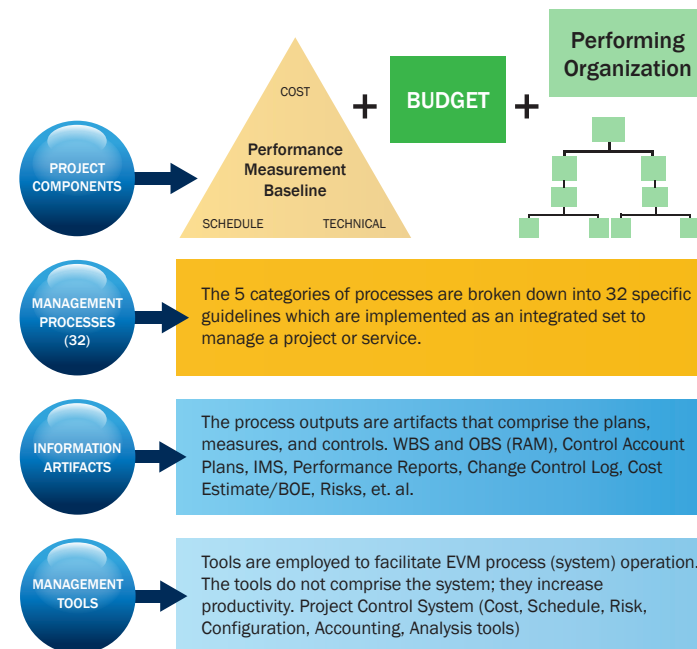 COST
Performance
Measurement
Baseline
SCHEDULE
TECHNICAL
+
BUDGET
+
Performing
Organization
PROJECT
COMPONENTS
MANAGEMENT
PROCESSES
(32)
The 5 categories of processes are broken down into 32 specific
guidelines which are implemented as an integrated set to
manage a project or service.
INFORMATION
ARTIFACTS
The process outputs are artifacts that comprise the plans,
measures, and controls. WBS and OBS (RAM), Control Account
Plans, IMS, Performance Reports, Change Control Log, Cost
Estimate/BOE, Risks, et. al.
MANAGEMENT
TOOLS
Tools are employed to facilitate EVM process (system) operation.
The tools do not comprise the system; they increase
productivity. Project Control System (Cost, Schedule, Risk,
Configuration, Accounting, Analysis tools)